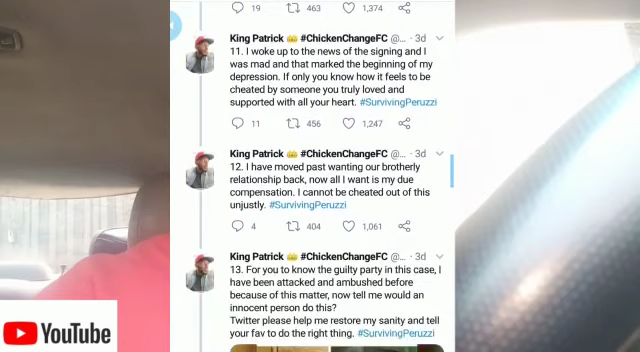 19 463 1,374
King Patrick 👑 #ChickenChangeFC @... · 3d
11. I woke up to the news of the signing and I
was mad and that marked the beginning of my
depression. If only you know how it feels to be
cheated by someone you truly loved and
supported with all your heart. #SurvivingPeruzzi
11 456 1,247
King Patrick 👑 #ChickenChangeFC @... · 3d
12. I have moved past wanting our brotherly
relationship back, now all I want is my due
compensation. I cannot be cheated out of this
unjustly. #SurvivingPeruzzi
4 404 1,061
King Patrick 👑 #ChickenChangeFC @... · 3d
13. For you to know the guilty party in this case, I
have been attacked and ambushed before
because of this matter, now tell me would an
innocent person do this?
Twitter please help me restore my sanity and tell
your fav to do the right thing. #SurvivingPeruzzi
YouTube